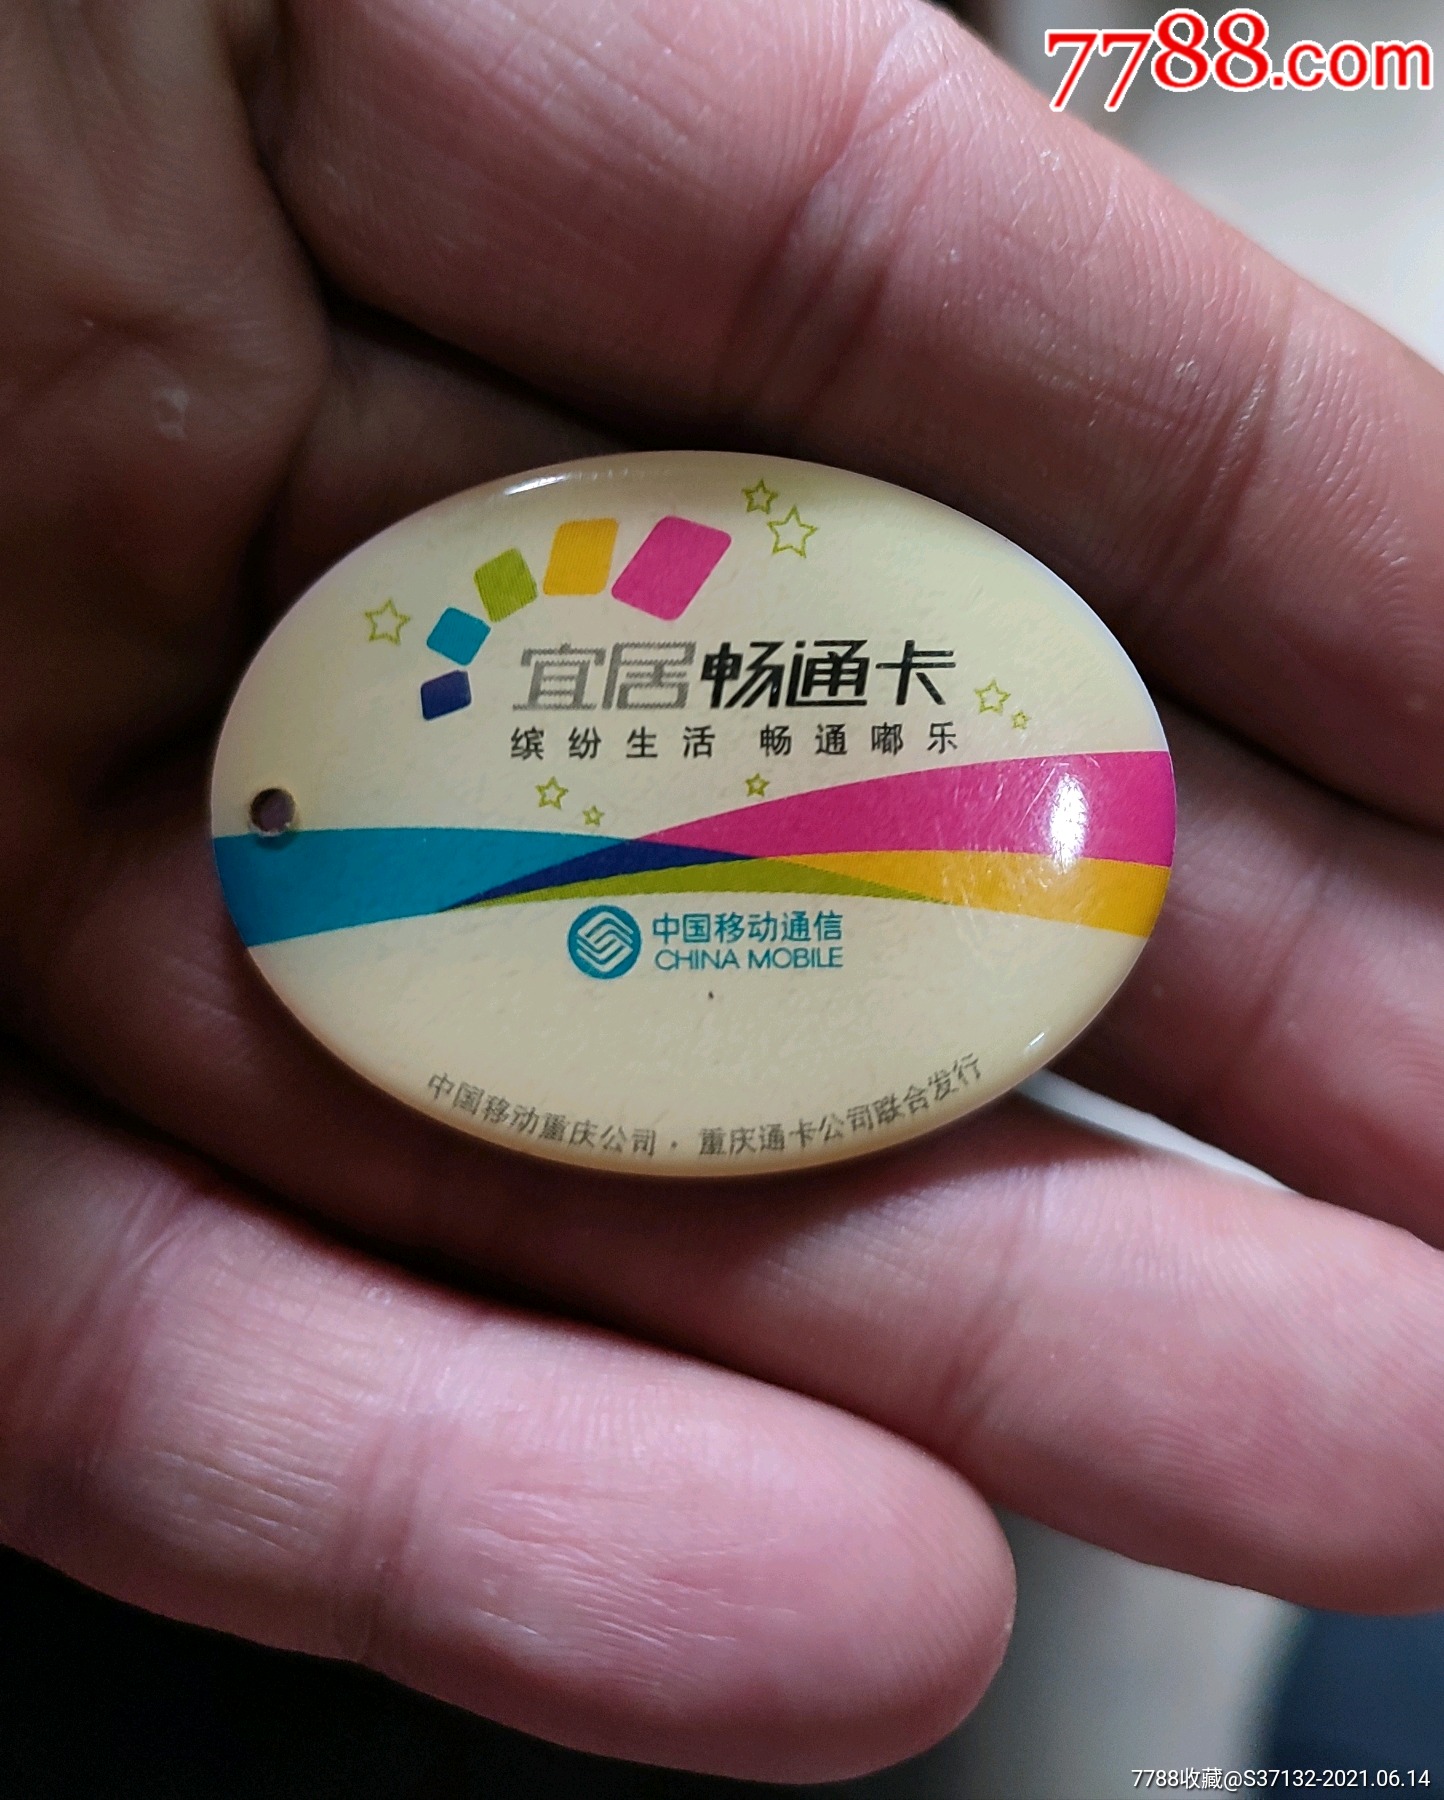 7788.com
宜居畅通卡
缤纷生活 畅通嘟乐
中国移动通信
CHINA MOBILE
中国移动重庆公司·重庆通卡公司联合发行
7788收藏@S37132-2021.06.14